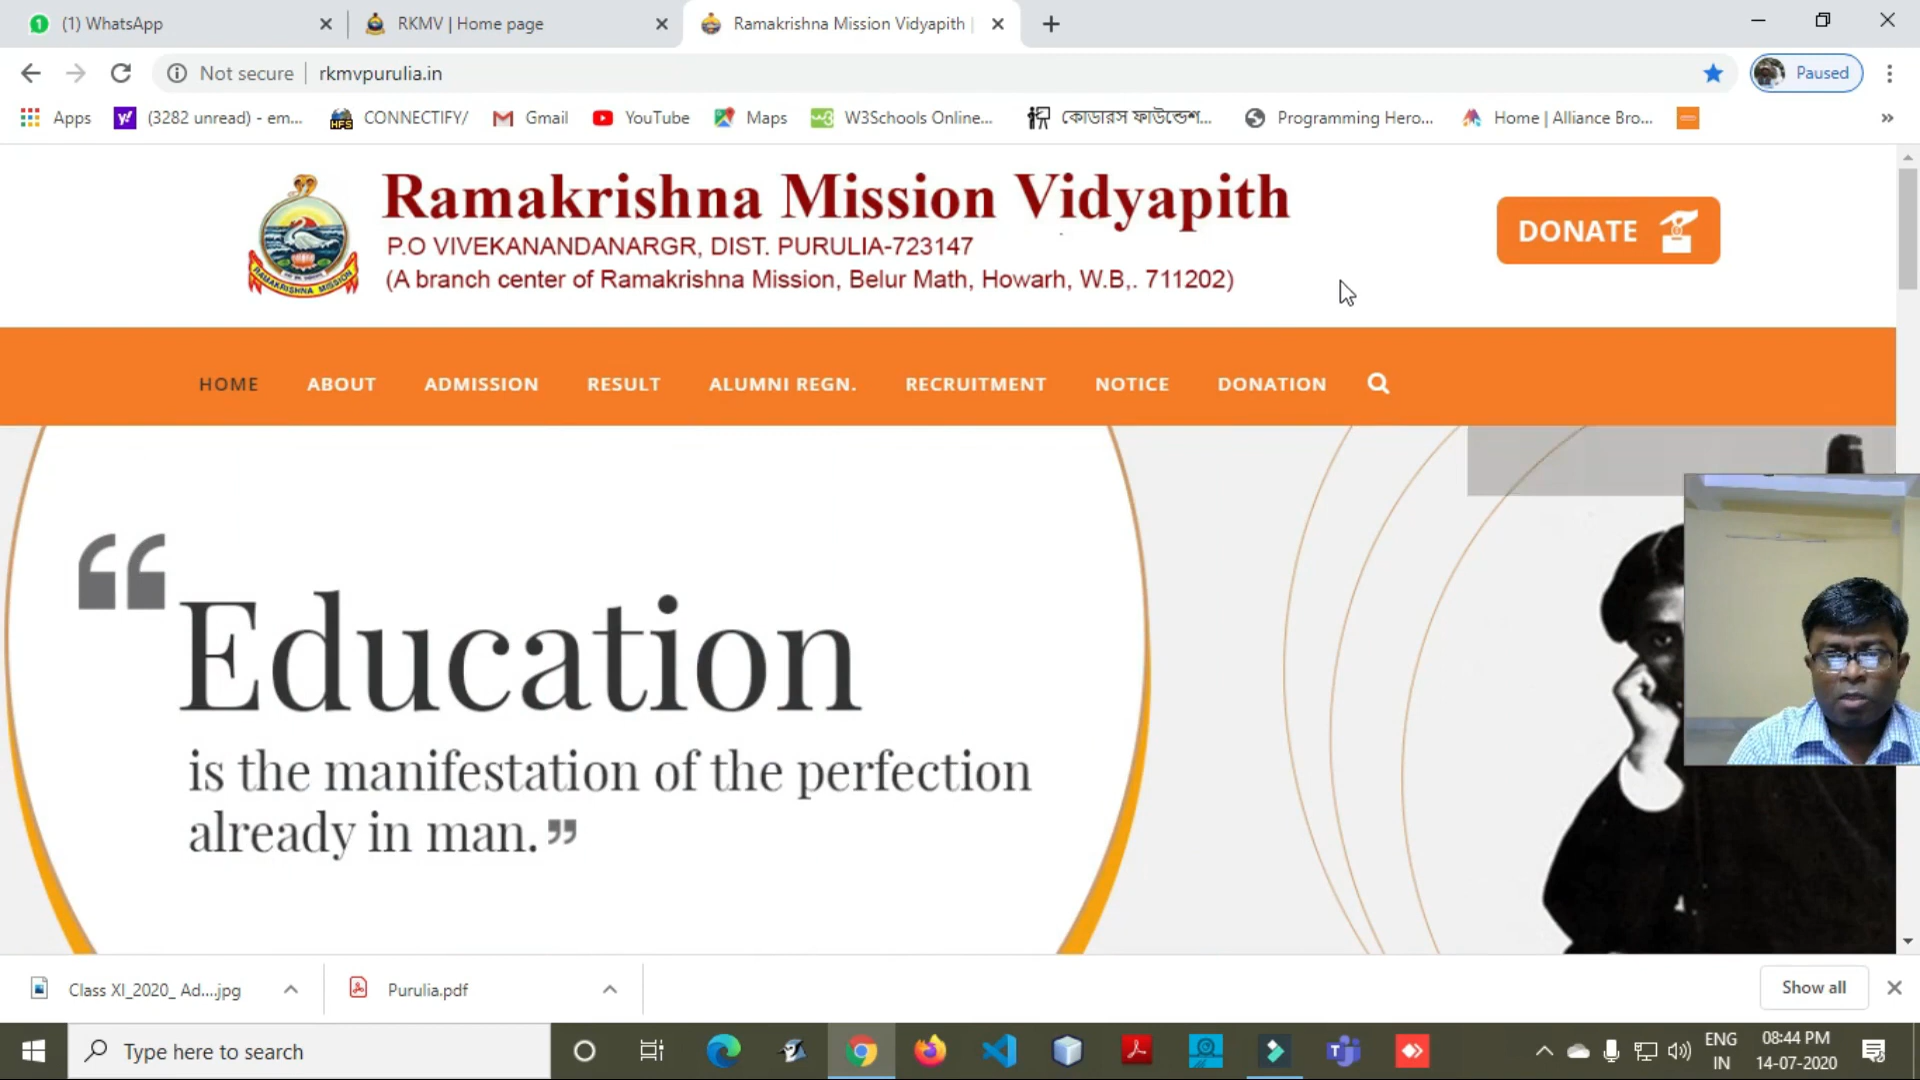 (1) WhatsApp
RKMV | Home page
Ramakrishna Mission Vidyapith |
Not secure
rkmvpurulia.in
Paused
Apps
(3282 unread) - em...
CONNECTIFY/
Gmail
YouTube
Maps
W3Schools Online...
কোডারস ফাউন্ডেশ...
Programming Hero...
Home | Alliance Bro...
Ramakrishna Mission Vidyapith
P.O VIVEKANANDANARGR, DIST. PURULIA-723147
(A branch center of Ramakrishna Mission, Belur Math, Howarh, W.B,. 711202)
RAMAKRISHNA MISSION
DONATE
HOME
ABOUT
ADMISSION
RESULT
ALUMNI REGN.
RECRUITMENT
NOTICE
DONATION
“Education
is the manifestation of the perfection
already in man.”
Class XI_2020_ Ad....jpg
Purulia.pdf
Show all
Type here to search
ENG
IN
08:44 PM
14-07-2020